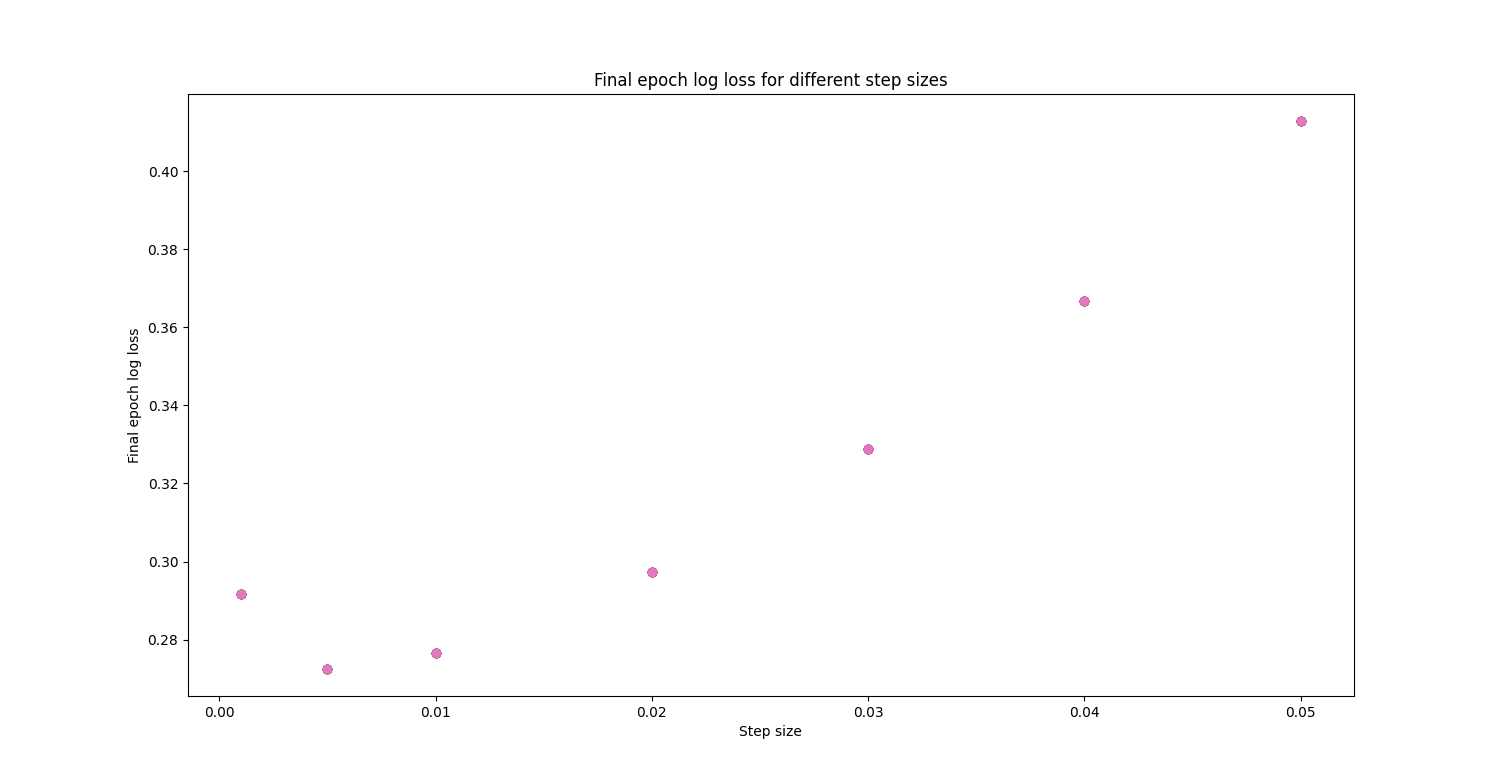 Final epoch log loss for different step sizes
0.40
0.38
0.36
0.34
0.32
0.30
0.28
Final epoch log loss
0.00 0.01 0.02 0.03 0.04 0.05
Step size